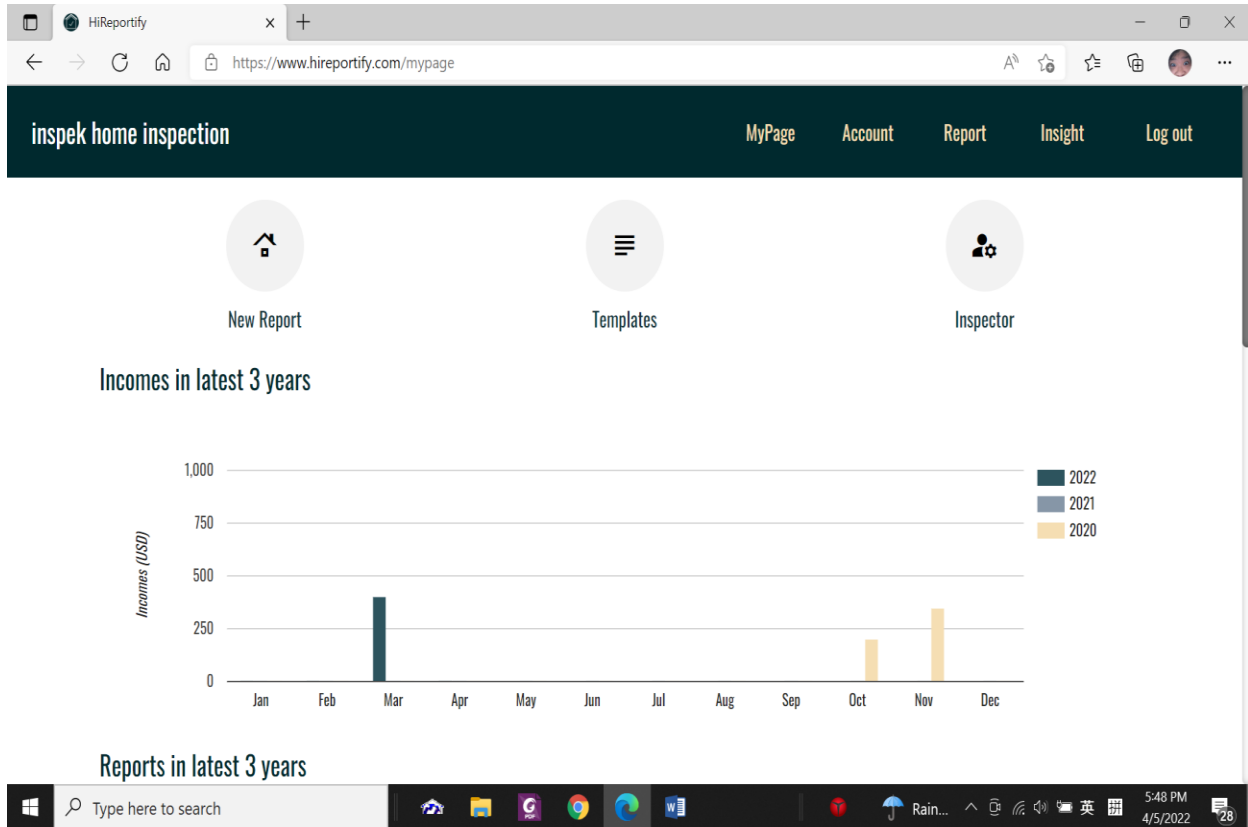 HiReportify
https://www.hireportify.com/mypage
inspek home inspection
MyPage Account Report Insight Log out
New Report Templates Inspector
Incomes in latest 3 years
1,000
750
500
250
0
Incomes (USD)
2022
2021
2020
Jan Feb Mar Apr May Jun Jul Aug Sep Oct Nov Dec
Reports in latest 3 years
Type here to search
Rain...
英 拼
5:48 PM
4/5/2022
28